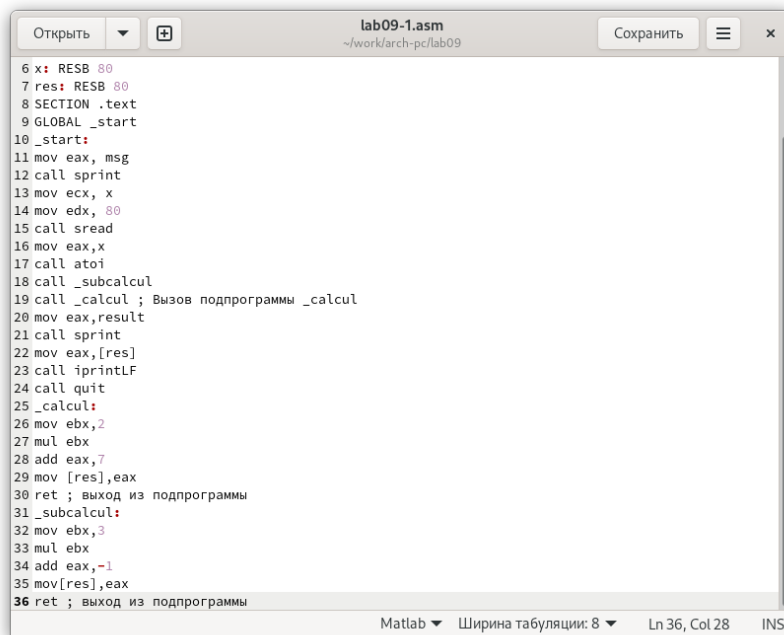 Открыть
lab09-1.asm
~/work/arch-pc/lab09
Сохранить
6 x: RESB 80
7 res: RESB 80
8 SECTION .text
9 GLOBAL _start
10 _start:
11 mov eax, msg
12 call sprint
13 mov ecx, x
14 mov edx, 80
15 call sread
16 mov eax,x
17 call atoi
18 call _subcalcul
19 call _calcul ; Вызов подпрограммы _calcul
20 mov eax,result
21 call sprint
22 mov eax,[res]
23 call iprintLF
24 call quit
25 _calcul:
26 mov ebx,2
27 mul ebx
28 add eax,7
29 mov [res],eax
30 ret ; выход из подпрограммы
31 _subcalcul:
32 mov ebx,3
33 mul ebx
34 add eax,-1
35 mov[res],eax
36 ret ; выход из подпрограммы
Matlab Ширина табуляции: 8 Ln 36, Col 28 INS